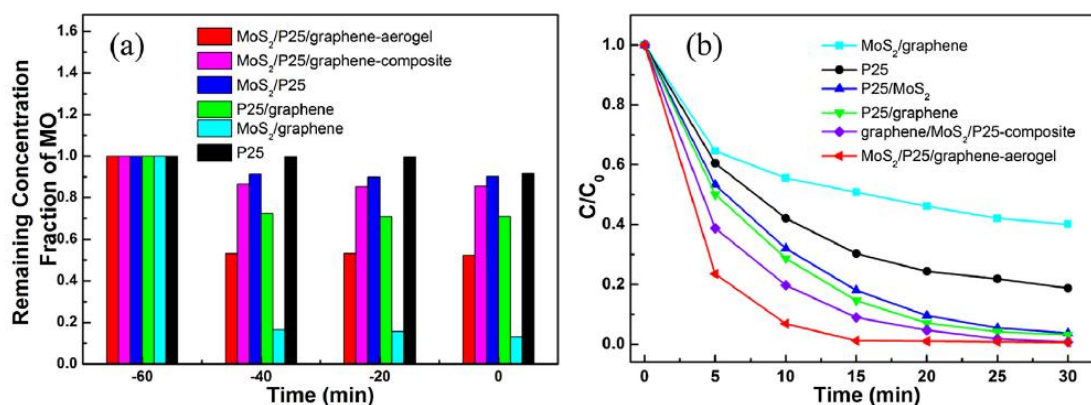 (a)
MoS₂/P25/graphene-aerogel
MoS₂/P25/graphene-composite
MoS₂/P25
P25/graphene
MoS₂/graphene
P25
Remaining Concentration
Fraction of MO
1.6
1.4
1.2
1.0
0.8
0.6
0.4
0.2
0.0
-60
-40
-20
0
Time (min)
(b)
MoS₂/graphene
P25
P25/MoS₂
P25/graphene
graphene/MoS₂/P25-composite
MoS₂/P25/graphene-aerogel
C/C₀
1.0
0.8
0.6
0.4
0.2
0.0
0
5
10
15
20
25
30
Time (min)